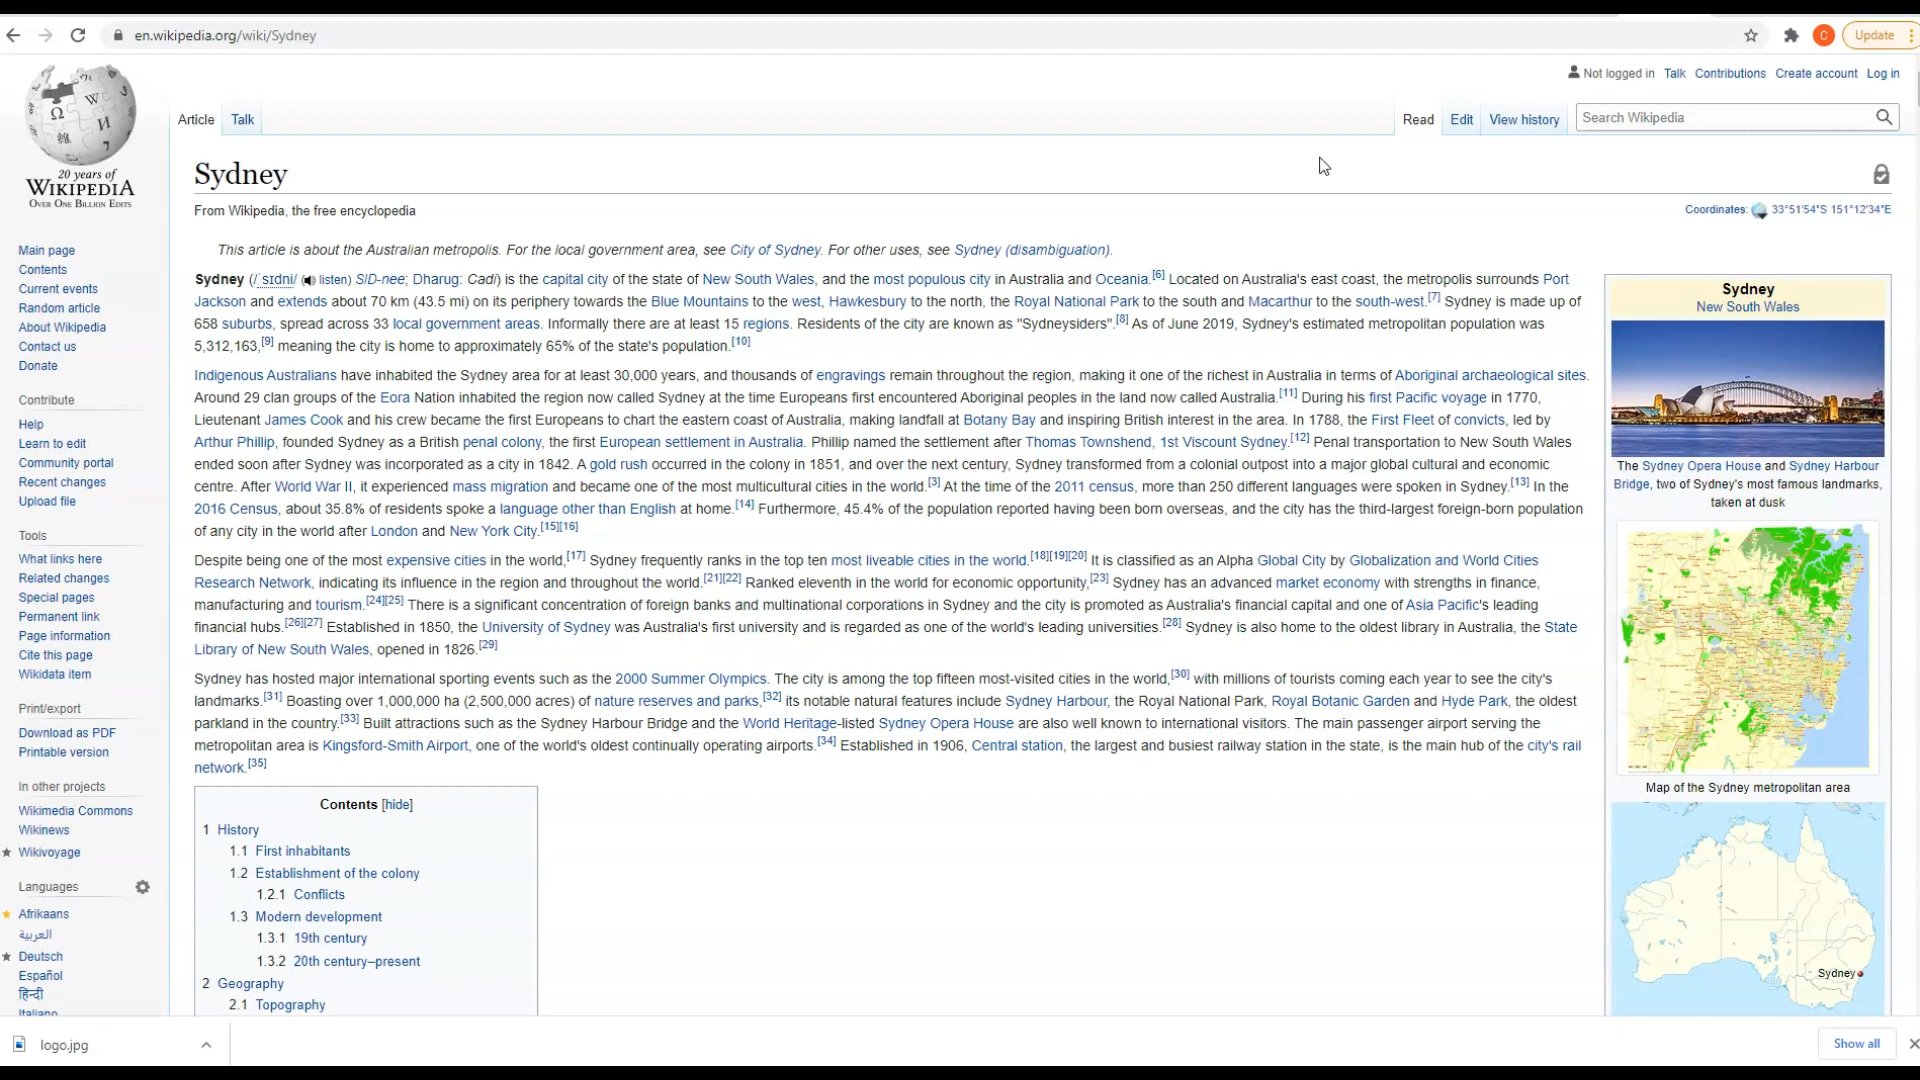 en.wikipedia.org/wiki/Sydney
C
Update
Not logged in Talk Contributions Create account Log in
Article Talk
Read Edit View history
Search Wikipedia
20 years of
WIKIPEDIA
OVER ONE BILLION EDITS
Sydney
From Wikipedia, the free encyclopedia
Coordinates: 33°51′54″S 151°12′34″E
This article is about the Australian metropolis. For the local government area, see City of Sydney. For other uses, see Sydney (disambiguation).
Sydney (/ˈsɪdni/ listen) SID-nee; Dharug: Cadi) is the capital city of the state of New South Wales, and the most populous city in Australia and Oceania.[6] Located on Australia's east coast, the metropolis surrounds Port
Jackson and extends about 70 km (43.5 mi) on its periphery towards the Blue Mountains to the west, Hawkesbury to the north, the Royal National Park to the south and Macarthur to the south-west.[7] Sydney is made up of
658 suburbs, spread across 33 local government areas. Informally there are at least 15 regions. Residents of the city are known as "Sydneysiders".[8] As of June 2019, Sydney's estimated metropolitan population was
5,312,163,[9] meaning the city is home to approximately 65% of the state's population.[10]
Indigenous Australians have inhabited the Sydney area for at least 30,000 years, and thousands of engravings remain throughout the region, making it one of the richest in Australia in terms of Aboriginal archaeological sites.
Around 29 clan groups of the Eora Nation inhabited the region now called Sydney at the time Europeans first encountered Aboriginal peoples in the land now called Australia.[11] During his first Pacific voyage in 1770,
Lieutenant James Cook and his crew became the first Europeans to chart the eastern coast of Australia, making landfall at Botany Bay and inspiring British interest in the area. In 1788, the First Fleet of convicts, led by
Arthur Phillip, founded Sydney as a British penal colony, the first European settlement in Australia. Phillip named the settlement after Thomas Townshend, 1st Viscount Sydney.[12] Penal transportation to New South Wales
ended soon after Sydney was incorporated as a city in 1842. A gold rush occurred in the colony in 1851, and over the next century, Sydney transformed from a colonial outpost into a major global cultural and economic
centre. After World War II, it experienced mass migration and became one of the most multicultural cities in the world.[3] At the time of the 2011 census, more than 250 different languages were spoken in Sydney.[13] In the
2016 Census, about 35.8% of residents spoke a language other than English at home.[14] Furthermore, 45.4% of the population reported having been born overseas, and the city has the third-largest foreign-born population
of any city in the world after London and New York City.[15][16]
Despite being one of the most expensive cities in the world,[17] Sydney frequently ranks in the top ten most liveable cities in the world.[18][19][20] It is classified as an Alpha Global City by Globalization and World Cities
Research Network, indicating its influence in the region and throughout the world.[21][22] Ranked eleventh in the world for economic opportunity,[23] Sydney has an advanced market economy with strengths in finance,
manufacturing and tourism.[24][25] There is a significant concentration of foreign banks and multinational corporations in Sydney and the city is promoted as Australia's financial capital and one of Asia Pacific's leading
financial hubs.[26][27] Established in 1850, the University of Sydney was Australia's first university and is regarded as one of the world's leading universities.[28] Sydney is also home to the oldest library in Australia, the State
Library of New South Wales, opened in 1826.[29]
Sydney has hosted major international sporting events such as the 2000 Summer Olympics. The city is among the top fifteen most-visited cities in the world,[30] with millions of tourists coming each year to see the city's
landmarks.[31] Boasting over 1,000,000 ha (2,500,000 acres) of nature reserves and parks,[32] its notable natural features include Sydney Harbour, the Royal National Park, Royal Botanic Garden and Hyde Park, the oldest
parkland in the country.[33] Built attractions such as the Sydney Harbour Bridge and the World Heritage-listed Sydney Opera House are also well known to international visitors. The main passenger airport serving the
metropolitan area is Kingsford-Smith Airport, one of the world's oldest continually operating airports.[34] Established in 1906, Central station, the largest and busiest railway station in the state, is the main hub of the city's rail
network.[35]
Contents [hide]
1 History
1.1 First inhabitants
1.2 Establishment of the colony
1.2.1 Conflicts
1.3 Modern development
1.3.1 19th century
1.3.2 20th century–present
2 Geography
2.1 Topography
Sydney
New South Wales
The Sydney Opera House and Sydney Harbour
Bridge, two of Sydney's most famous landmarks,
taken at dusk
Map of the Sydney metropolitan area
Sydney
Main page
Contents
Current events
Random article
About Wikipedia
Contact us
Donate
Contribute
Help
Learn to edit
Community portal
Recent changes
Upload file
Tools
What links here
Related changes
Special pages
Permanent link
Page information
Cite this page
Wikidata item
Print/export
Download as PDF
Printable version
In other projects
Wikimedia Commons
Wikinews
Wikivoyage
Languages
Afrikaans
العربية
Deutsch
Español
हिन्दी
Italiano
logo.jpg
Show all